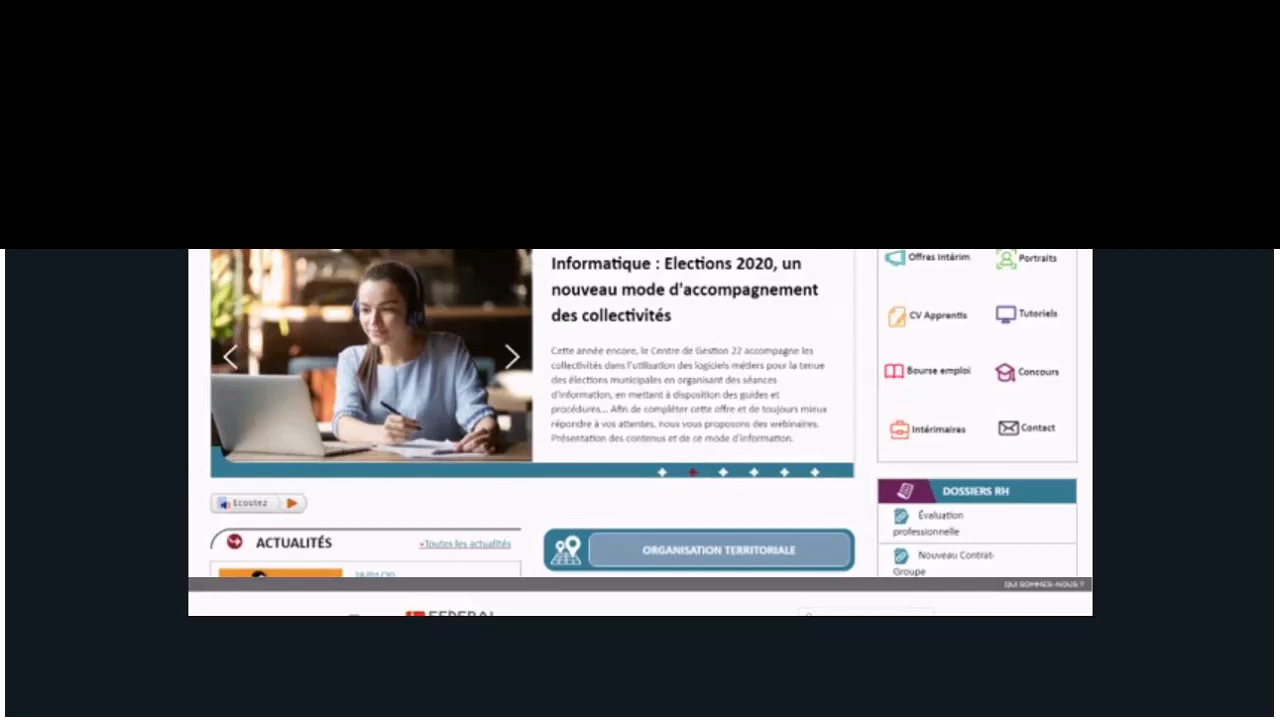 Informatique : Elections 2020, un
nouveau mode d'accompagnement
des collectivités
Cette année encore, le Centre de Gestion 22 accompagne les
collectivités dans l'utilisation des logiciels métiers pour la tenue
des élections municipales en organisant des séances
d'information, en mettant à disposition des guides et
procédures... Afin de compléter cette offre et de toujours mieux
répondre à vos attentes, nous vous proposons des webinaires.
Présentation des contenus et de ce mode d'information.
Offres Intérim
Portraits
CV Apprentis
Tutoriels
Bourse emploi
Concours
Intérimaires
Contact
DOSSIERS RH
Évaluation
professionnelle
Nouveau Contrat-
Groupe
Ecoutez
ACTUALITÉS
+Toutes les actualités
ORGANISATION TERRITORIALE
QUI SOMMES-NOUS ?
FEDERAL